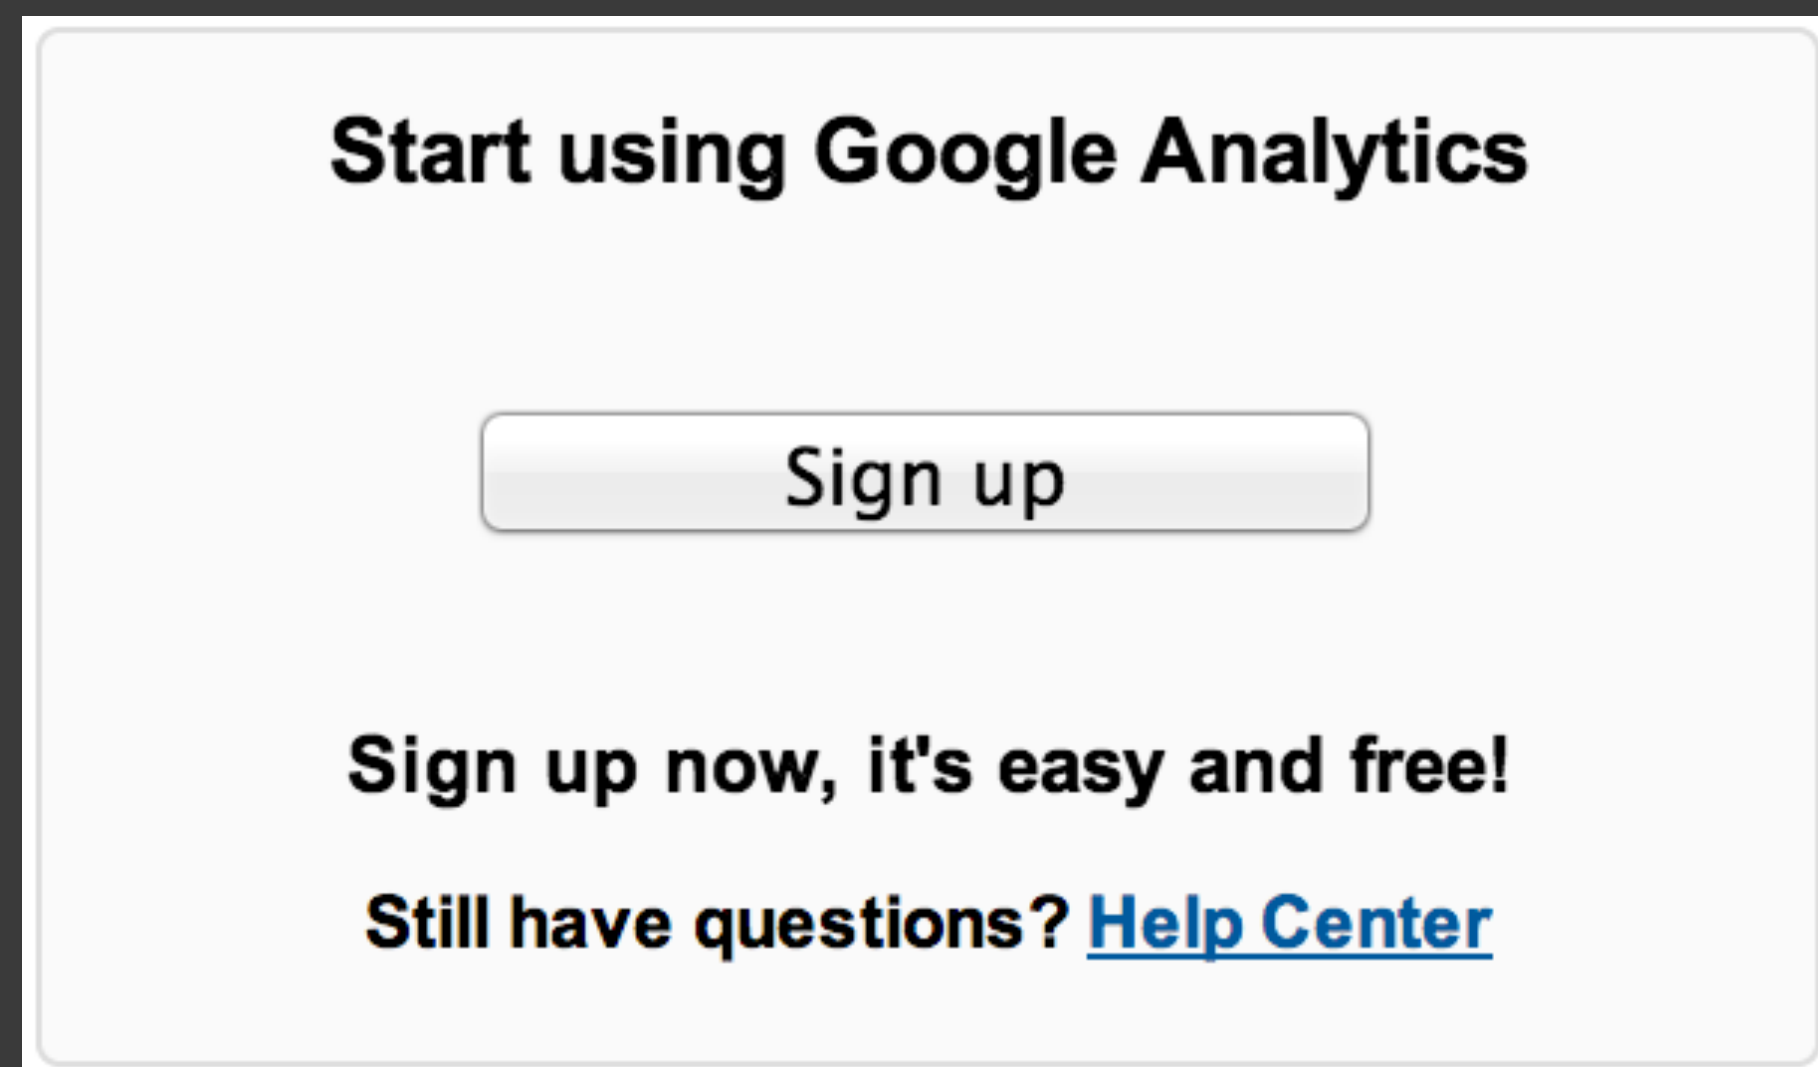 Start using Google Analytics
Sign up
Sign up now, it's easy and free!
Still have questions? Help Center